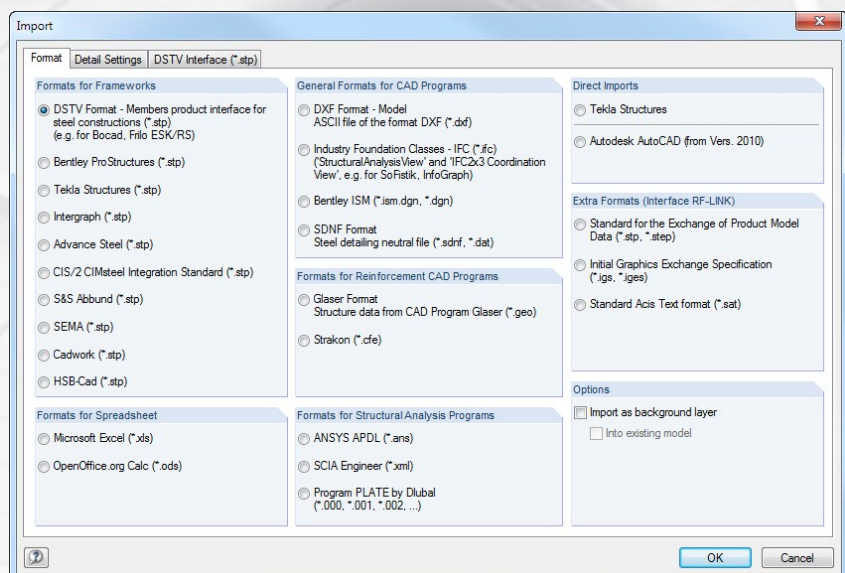 Import
Format
Detail Settings
DSTV Interface (*.stp)
Formats for Frameworks
DSTV Format - Members product interface for
steel constructions (*.stp)
(e.g. for Bocad, Frilo ESK/RS)
Bentley ProStructures (*.stp)
Tekla Structures (*.stp)
Intergraph (*.stp)
Advance Steel (*.stp)
CIS/2 CIMsteel Integration Standard (*.stp)
S&S Abbund (*.stp)
SEMA (*.stp)
Cadwork (*.stp)
HSB-Cad (*.stp)
Formats for Spreadsheet
Microsoft Excel (*.xls)
OpenOffice.org Calc (*.ods)
General Formats for CAD Programs
DXF Format - Model
ASCII file of the format DXF (*.dxf)
Industry Foundation Classes - IFC (*.ifc)
('StructuralAnalysisView' and 'IFC2x3 Coordination
View', e.g. for SoFistik, InfoGraph)
Bentley ISM (*.ism.dgn, *.dgn)
SDNF Format
Steel detailing neutral file (*.sdnf, *.dat)
Formats for Reinforcement CAD Programs
Glaser Format
Structure data from CAD Program Glaser (*.geo)
Strakon (*.cfe)
Formats for Structural Analysis Programs
ANSYS APDL (*.ans)
SCIA Engineer (*.xml)
Program PLATE by Dlubal
(*.000, *.001, *.002, ...)
Direct Imports
Tekla Structures
Autodesk AutoCAD (from Vers. 2010)
Extra Formats (Interface RF-LINK)
Standard for the Exchange of Product Model
Data (*.stp, *.step)
Initial Graphics Exchange Specification
(*.igs, *.iges)
Standard Acis Text format (*.sat)
Options
Import as background layer
Into existing model
OK
Cancel